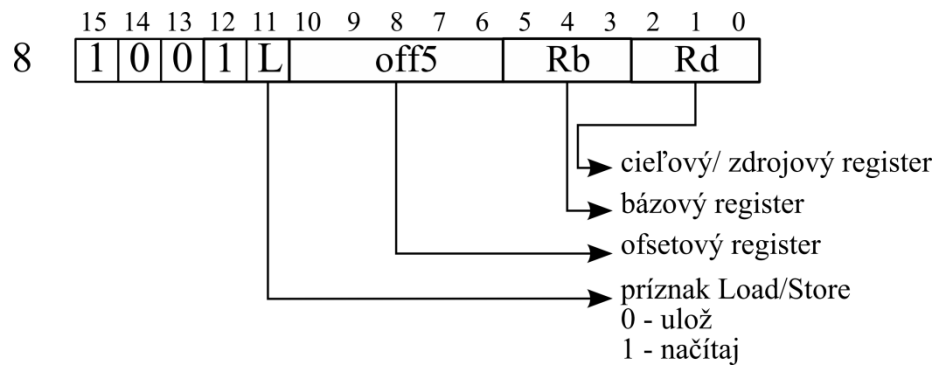 15 14 13 12 11 10 9 8 7 6 5 4 3 2 1 0
8 1 0 0 1 L off5 Rb Rd
cieľový/ zdrojový register
bázový register
ofsetový register
príznak Load/Store
0 - ulož
1 - načítaj